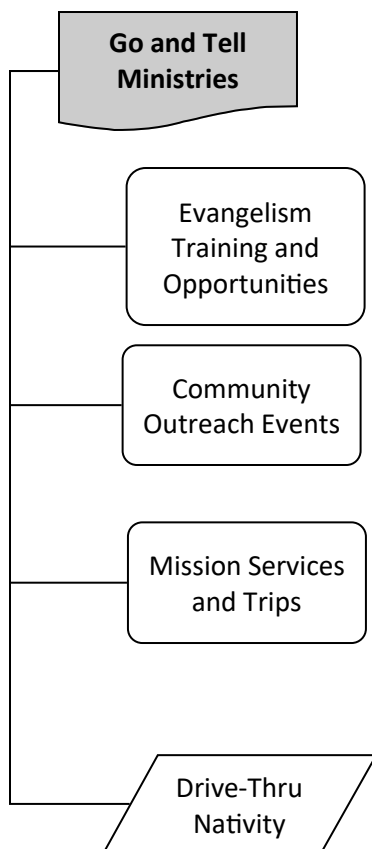 Go and Tell
Ministries
Evangelism
Training and
Opportunities
Community
Outreach Events
Mission Services
and Trips
Drive-Thru
Nativity